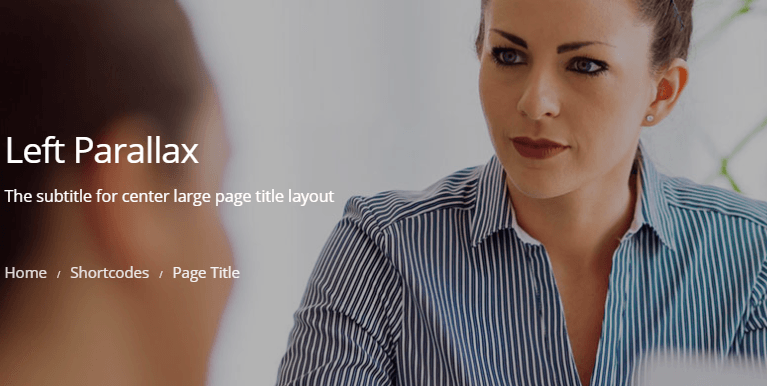 Left Parallax
The subtitle for center large page title layout
Home / Shortcodes / Page Title